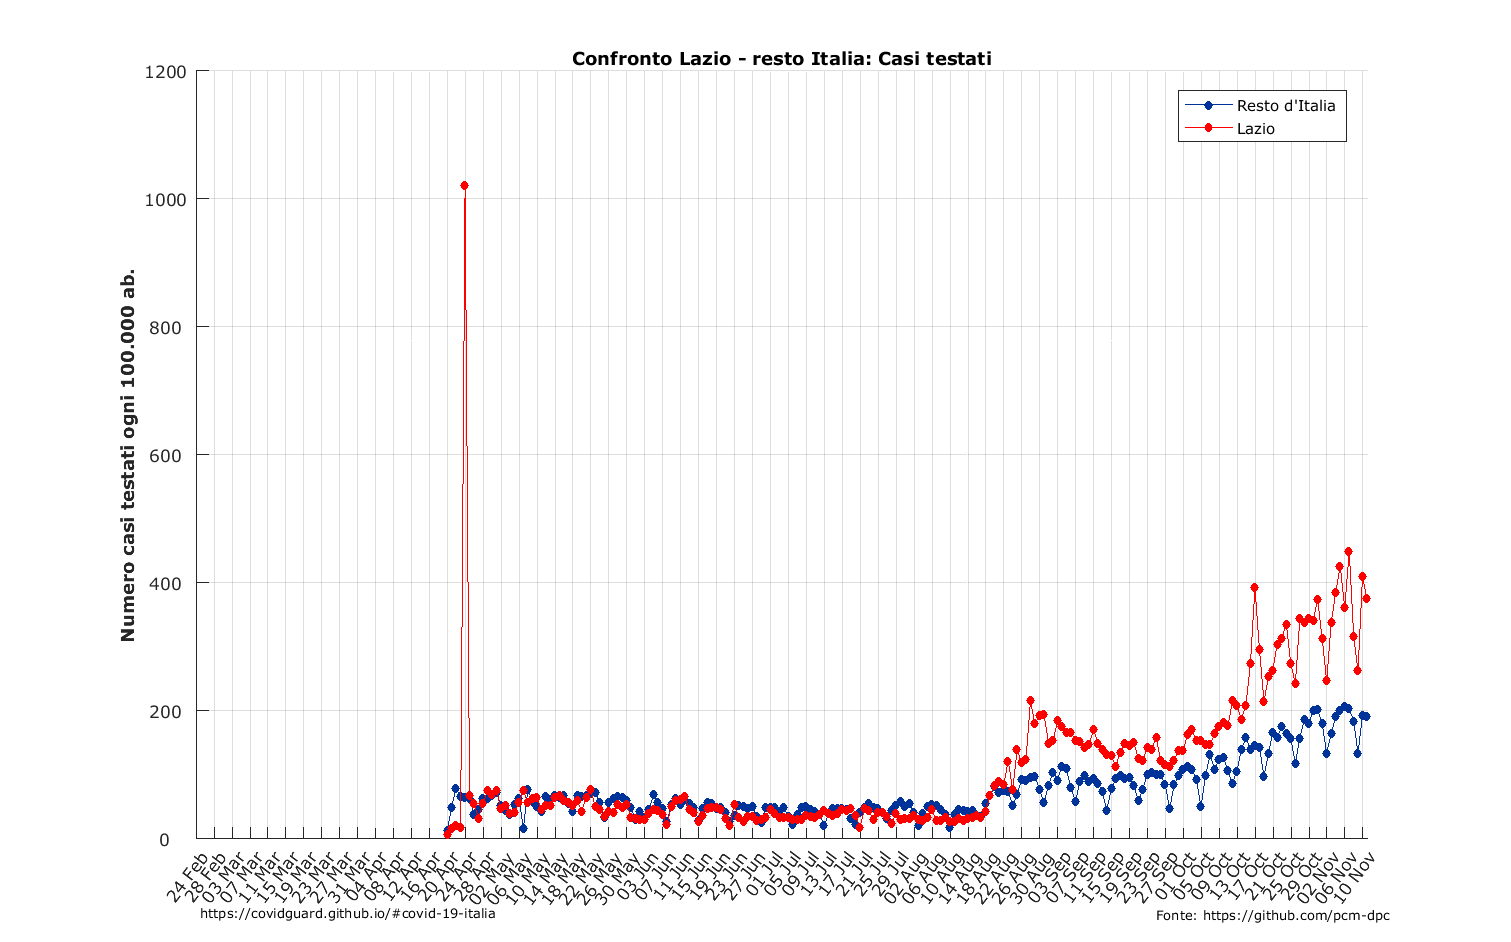 Confronto Lazio - resto Italia: Casi testati
Numero casi testati ogni 100.000 ab.
1200
1000
800
600
400
200
0
Resto d'Italia
Lazio
24 Feb
28 Feb
03 Mar
07 Mar
11 Mar
15 Mar
19 Mar
23 Mar
27 Mar
31 Mar
04 Apr
08 Apr
12 Apr
16 Apr
20 Apr
24 Apr
28 Apr
02 May
06 May
10 May
14 May
18 May
22 May
26 May
30 May
03 Jun
07 Jun
11 Jun
15 Jun
19 Jun
23 Jun
27 Jun
01 Jul
05 Jul
09 Jul
13 Jul
17 Jul
21 Jul
25 Jul
29 Jul
02 Aug
06 Aug
10 Aug
14 Aug
18 Aug
22 Aug
26 Aug
30 Aug
03 Sep
07 Sep
11 Sep
15 Sep
19 Sep
23 Sep
27 Sep
01 Oct
05 Oct
09 Oct
13 Oct
17 Oct
21 Oct
25 Oct
29 Oct
02 Nov
06 Nov
10 Nov
https://covidguard.github.io/#covid-19-italia
Fonte: https://github.com/pcm-dpc